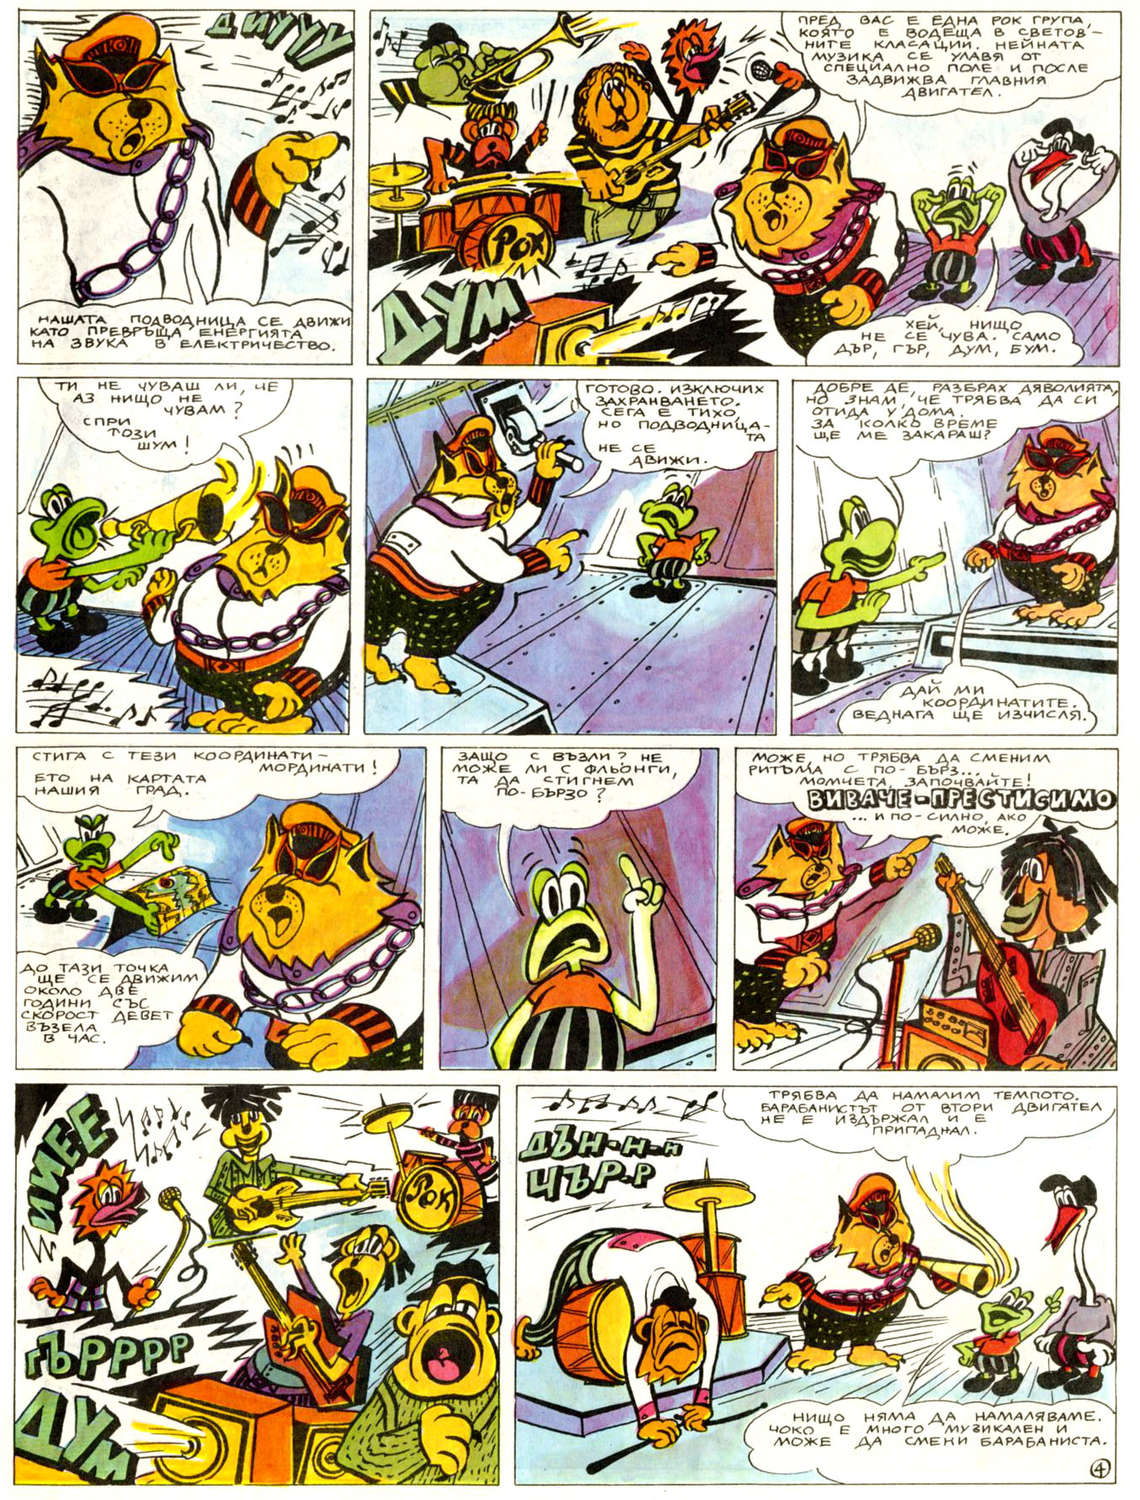 ДИУУУ
НАШАТА ПОДВОДНИЦА СЕ ДВИЖИ
КАТО ПРЕВРЪЩА ЕНЕРГИЯТА
НА ЗВУКА В ЕЛЕКТРИЧЕСТВО.
ПРЕД ВАС Е ЕДНА РОК ГРУПА,
КОЯТО Е ВОДЕЩА В СВЕТОВ-
НИТЕ КЛАСАЦИИ. НЕЙНАТА
МУЗИКА СЕ УЛАВЯ ОТ
СПЕЦИАЛНО ПОЛЕ И ПОСЛЕ
ЗАДВИЖВА ГЛАВНИЯ
ДВИГАТЕЛ.
РОК
ДУМ
ХЕЙ, НИЩО
НЕ СЕ ЧУВА. САМО
ДЪР, ГЪР, ДУМ, БУМ.
ТИ НЕ ЧУВАШ ЛИ, ЧЕ
АЗ НИЩО НЕ
ЧУВАМ?
СПРИ
ТОЗИ
ШУМ!
ГОТОВО. ИЗКЛЮЧИХ
ЗАХРАНВАНЕТО.
СЕГА Е ТИХО,
НО ПОДВОДНИЦА-
ТА
НЕ СЕ
ДВИЖИ.
ДОБРЕ ДЕ, РАЗБРАХ ДЯВОЛИЯТА,
НО ЗНАМ, ЧЕ ТРЯБВА ДА СИ
ОТИДА У ДОМА.
ЗА КОЛКО ВРЕМЕ
ЩЕ МЕ ЗАКАРАШ?
ДАЙ МИ
КООРДИНАТИТЕ.
ВЕДНАГА ЩЕ ИЗЧИСЛЯ.
СТИГА С ТЕЗИ КООРДИНАТИ-
МОРДИНАТИ!
ЕТО НА КАРТАТА
НАШИЯ ГРАД.
ДО ТАЗИ ТОЧКА
ЩЕ СЕ ДВИЖИМ
ОКОЛО ДВЕ
ГОДИНИ СЪС
СКОРОСТ ДЕВЕТ
ВЪЗЕЛА
В ЧАС.
ЗАЩО С ВЪЗЛИ? НЕ
МОЖЕ ЛИ С ФЛЬОНГИ,
ТА ДА СТИГНЕМ
ПО-БЪРЗО?
МОЖЕ, НО ТРЯБВА ДА СМЕНИМ
РИТЪМА С ПО-БЪРЗ...
МОМЧЕТА, ЗАПОЧВАЙТЕ!
ВИВАЧЕ-ПРЕСТИСИМО
... И ПО-СИЛНО, АКО
МОЖЕ.
ИИЕЕ
РОК
ГЪРРРР
ДУМ
ТРЯБВА ДА НАМАЛИМ ТЕМПОТО.
БАРАБАНИСТЪТ ОТ ВТОРИ ДВИГАТЕЛ
НЕ Е ИЗДЪРЖАЛ И Е
ПРИПАДНАЛ.
ДЪН-Н-Н
ЦЪР-Р
НИЩО НЯМА ДА НАМАЛЯВАМЕ.
ЧОКО Е МНОГО МУЗИКАЛЕН И
МОЖЕ ДА СМЕНИ БАРАБАНИСТА.
4